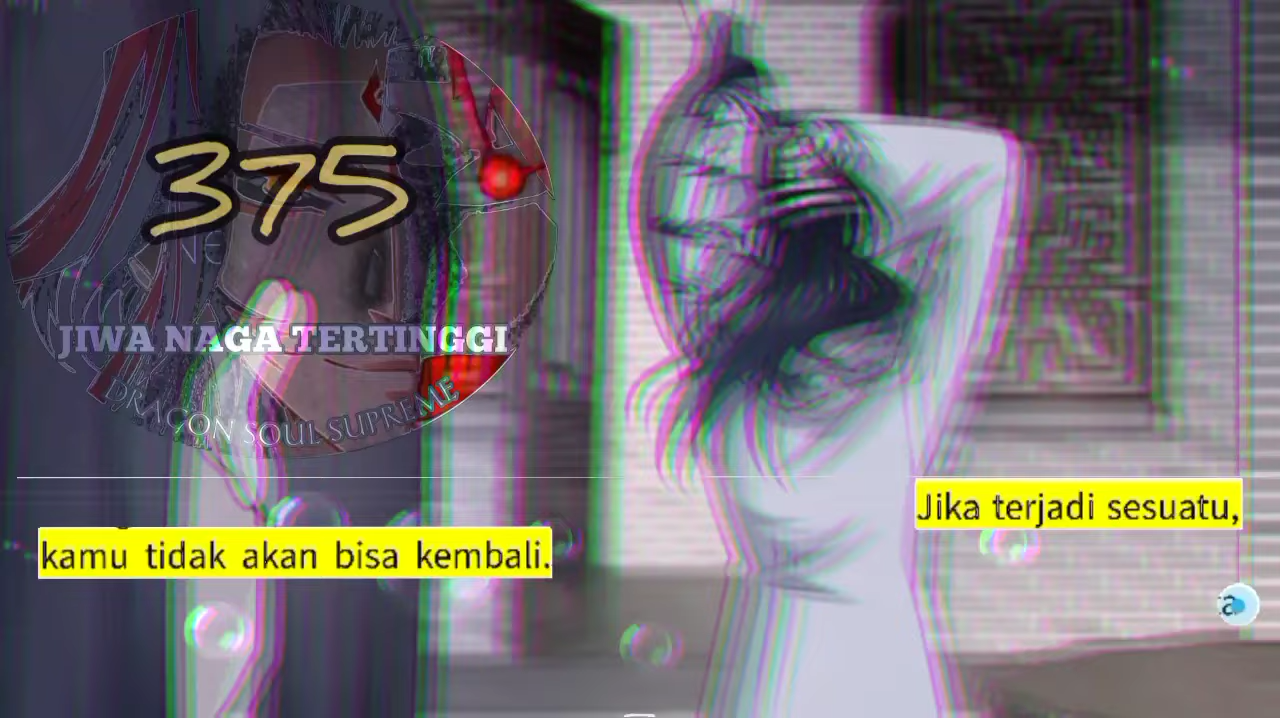 375
JIWA NAGA TERTINGGI
DRAGON SOUL SUPREME
Jika terjadi sesuatu,
kamu tidak akan bisa kembali.
a